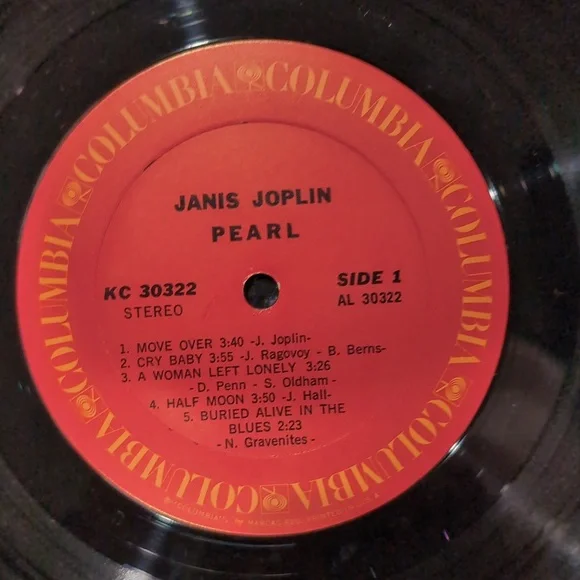 COLUMBIA COLUMBIA COLUMBIA COLUMBIA COLUMBIA COLUMBIA
JANIS JOPLIN
PEARL
KC 30322
STEREO
SIDE 1
AL 30322
1. MOVE OVER 3:40 -J. Joplin-
2. CRY BABY 3:55 -J. Ragovoy - B. Berns-
3. A WOMAN LEFT LONELY 3:26
- D. Penn - S. Oldham -
4. HALF MOON 3:50 -J. Hall-
5. BURIED ALIVE IN THE
BLUES 2:23
- N. Gravenites -